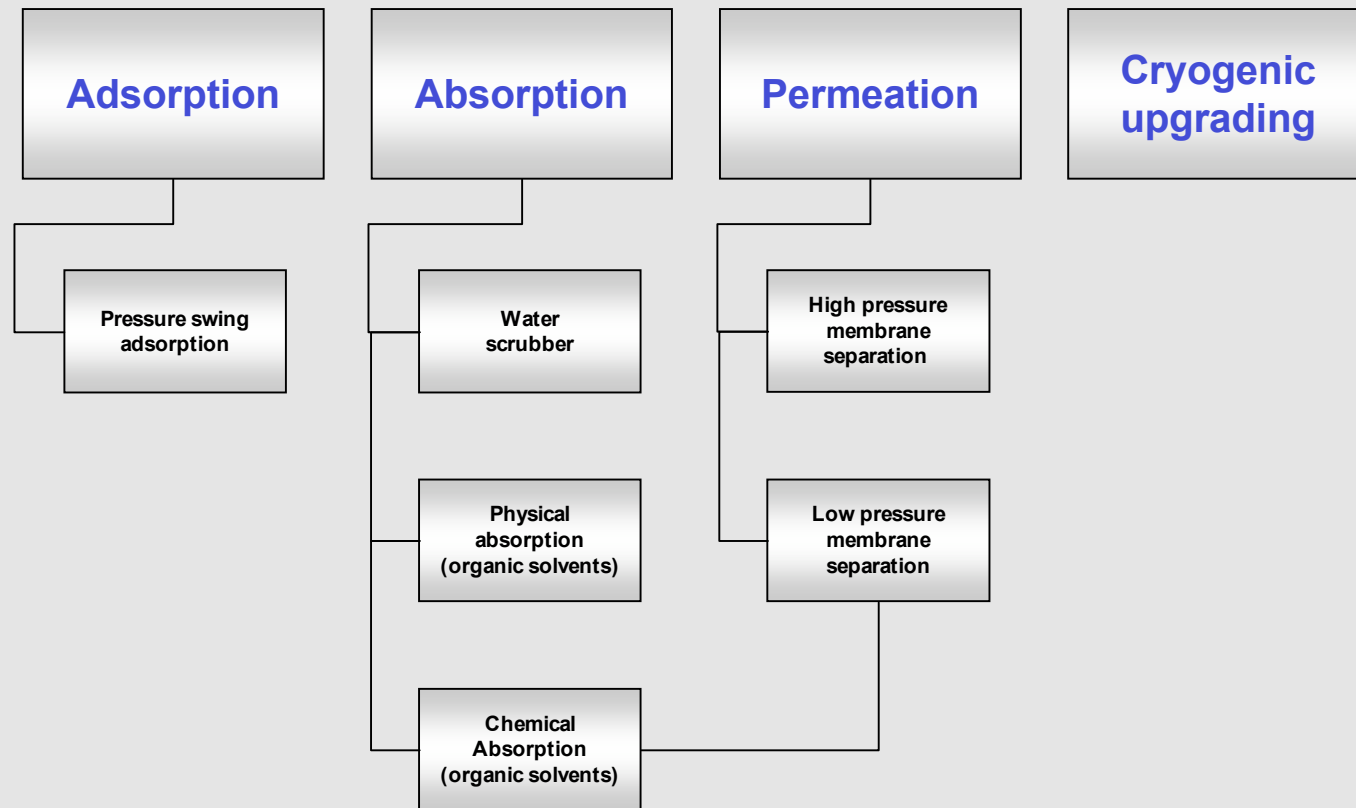 Adsorption
Absorption
Permeation
Cryogenic
upgrading
Pressure swing
adsorption
Water
scrubber
High pressure
membrane
separation
Physical
absorption
(organic solvents)
Low pressure
membrane
separation
Chemical
Absorption
(organic solvents)